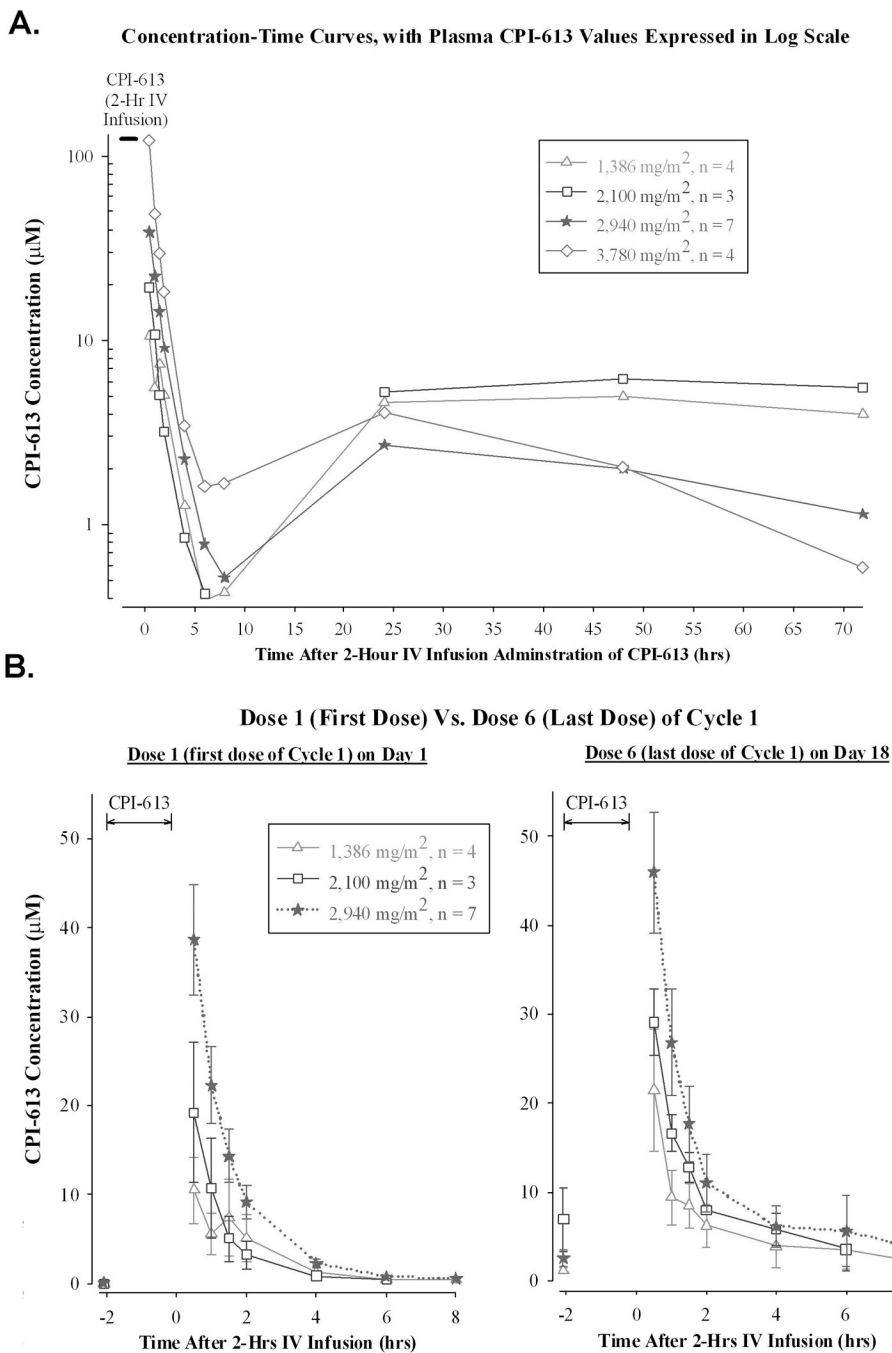 A.
Concentration-Time Curves, with Plasma CPI-613 Values Expressed in Log Scale
CPI-613
(2-Hr IV
Infusion)
1,386 mg/m², n = 4
2,100 mg/m², n = 3
2,940 mg/m², n = 7
3,780 mg/m², n = 4
100
10
1
CPI-613 Concentration (µM)
0 5 10 15 20 25 30 35 40 45 50 55 60 65 70
Time After 2-Hour IV Infusion Adminstration of CPI-613 (hrs)
B.
Dose 1 (First Dose) Vs. Dose 6 (Last Dose) of Cycle 1
Dose 1 (first dose of Cycle 1) on Day 1
CPI-613
1,386 mg/m², n = 4
2,100 mg/m², n = 3
2,940 mg/m², n = 7
50
40
30
20
10
0
CPI-613 Concentration (µM)
-2 0 2 4 6 8
Time After 2-Hrs IV Infusion (hrs)
Dose 6 (last dose of Cycle 1) on Day 18
CPI-613
50
40
30
20
10
0
-2 0 2 4 6
Time After 2-Hrs IV Infusion (hrs)